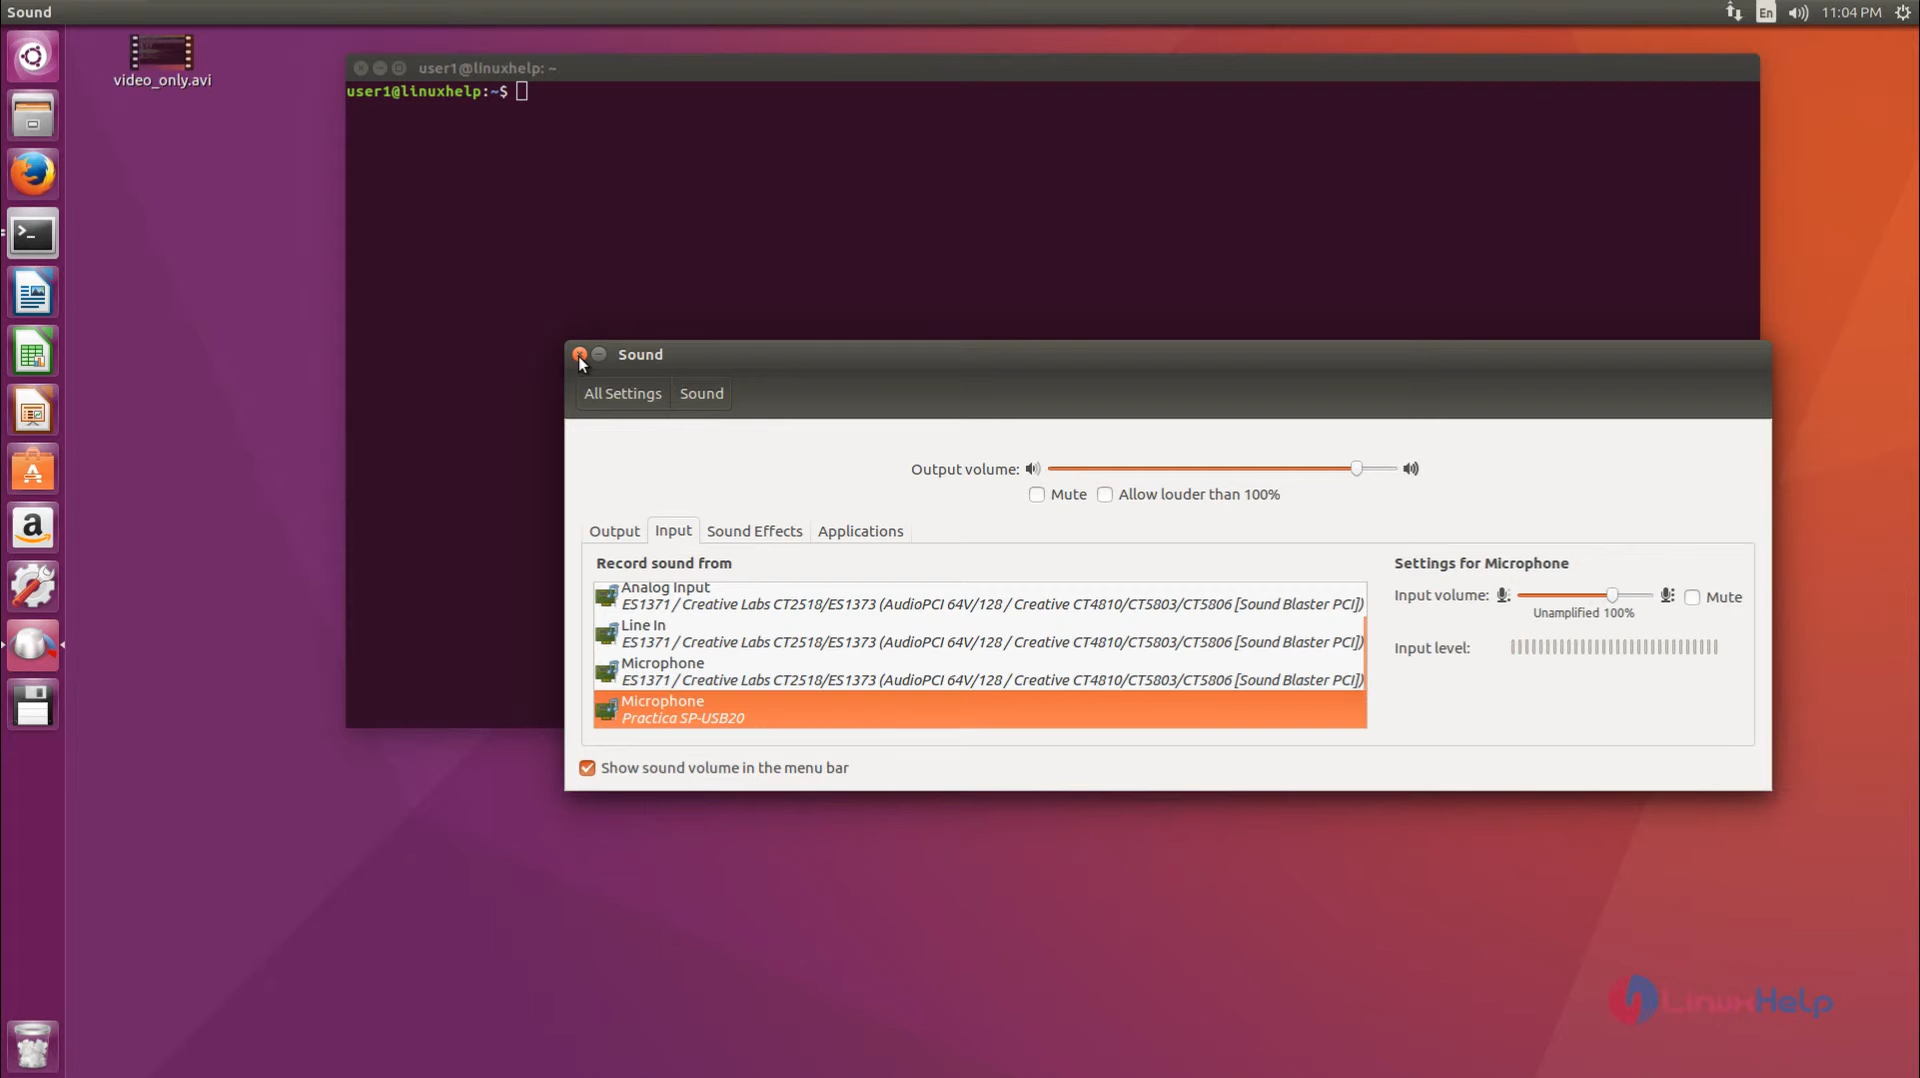 Sound
En
11:04 PM
video_only.avi
user1@linuxhelp: ~
user1@linuxhelp:~$
Sound
All Settings
Sound
Output volume:
Mute
Allow louder than 100%
Output
Input
Sound Effects
Applications
Record sound from
Analog Input
ES1371 / Creative Labs CT2518/ES1373 (AudioPCI 64V/128 / Creative CT4810/CT5803/CT5806 [Sound Blaster PCI])
Line In
ES1371 / Creative Labs CT2518/ES1373 (AudioPCI 64V/128 / Creative CT4810/CT5803/CT5806 [Sound Blaster PCI])
Microphone
ES1371 / Creative Labs CT2518/ES1373 (AudioPCI 64V/128 / Creative CT4810/CT5803/CT5806 [Sound Blaster PCI])
Microphone
Practica SP-USB20
Settings for Microphone
Input volume:
Mute
Unamplified 100%
Input level:
Show sound volume in the menu bar
LinuxHelp